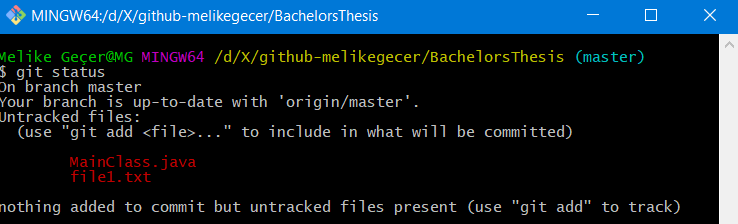 MINGW64:/d/X/github-melikegecer/BachelorsThesis
Melike Geçer@MG MINGW64 /d/X/github-melikegecer/BachelorsThesis (master)
$ git status
On branch master
Your branch is up-to-date with 'origin/master'.
Untracked files:
(use "git add <file>..." to include in what will be committed)
MainClass.java
file1.txt
nothing added to commit but untracked files present (use "git add" to track)